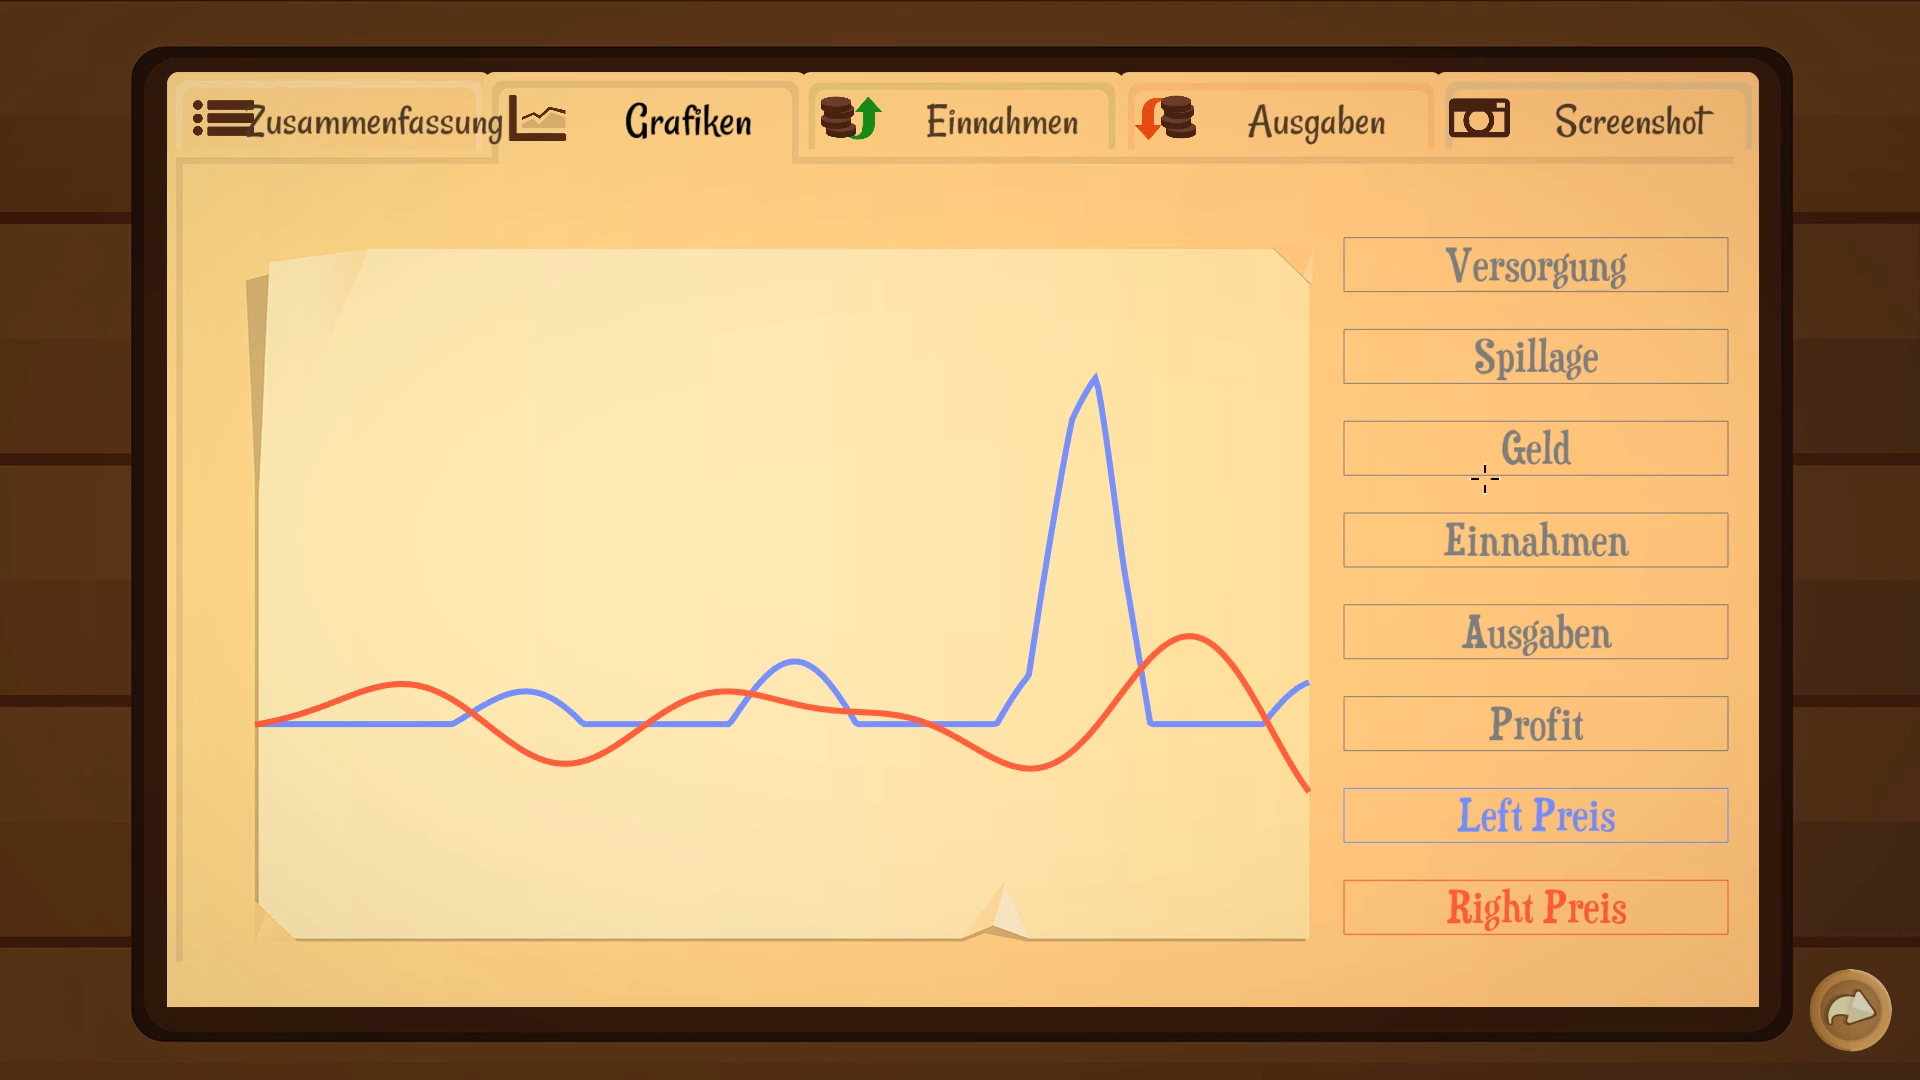 Zusammenfassung
Grafiken
Einnahmen
Ausgaben
Screenshot
Versorgung
Spillage
Geld
Einnahmen
Ausgaben
Profit
Left Preis
Right Preis